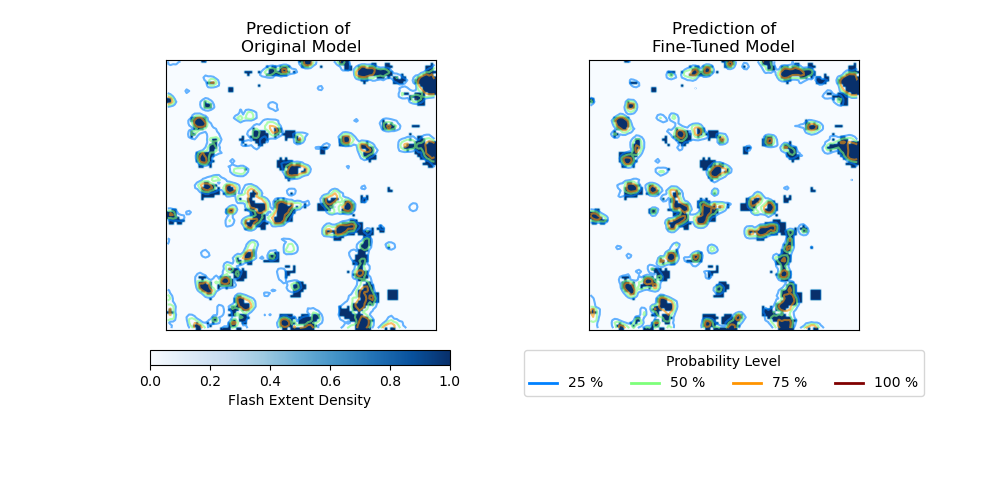 Prediction of
Original Model
Prediction of
Fine-Tuned Model
0.0 0.2 0.4 0.6 0.8 1.0
Flash Extent Density
Probability Level
25 % 50 % 75 % 100 %